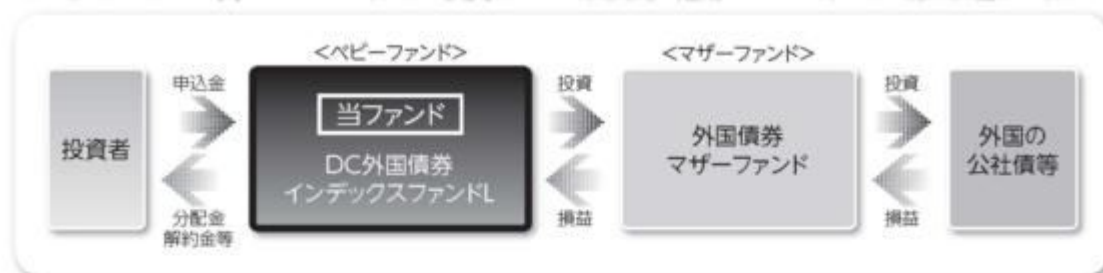 <ベビーファンド>
<マザーファンド>
投資者
申込金
分配金
解約金等
当ファンド
DC外国債券
インデックスファンドL
投資
損益
外国債券
マザーファンド
投資
損益
外国の
公社債等